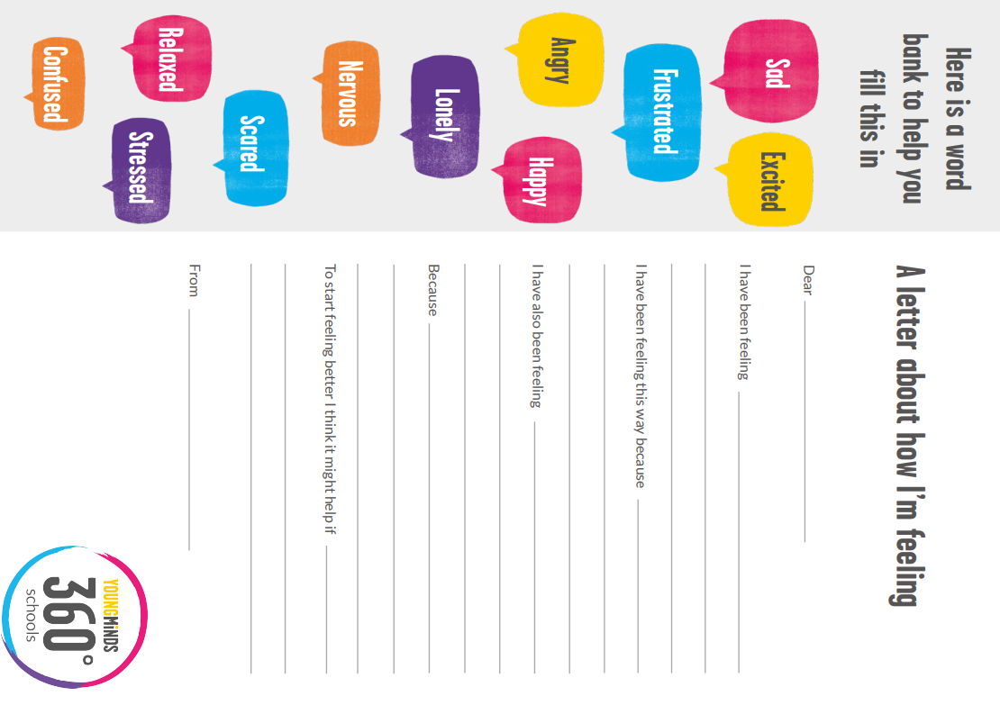 Here is a word
bank to help you
fill this in
Sad
Excited
Frustrated
Angry
Happy
Lonely
Nervous
Scared
Relaxed
Stressed
Confused
A letter about how I'm feeling
Dear
I have been feeling
I have been feeling this way because
I have also been feeling
Because
To start feeling better I think it might help if
From
YOUNGMiNDS
360°
schools